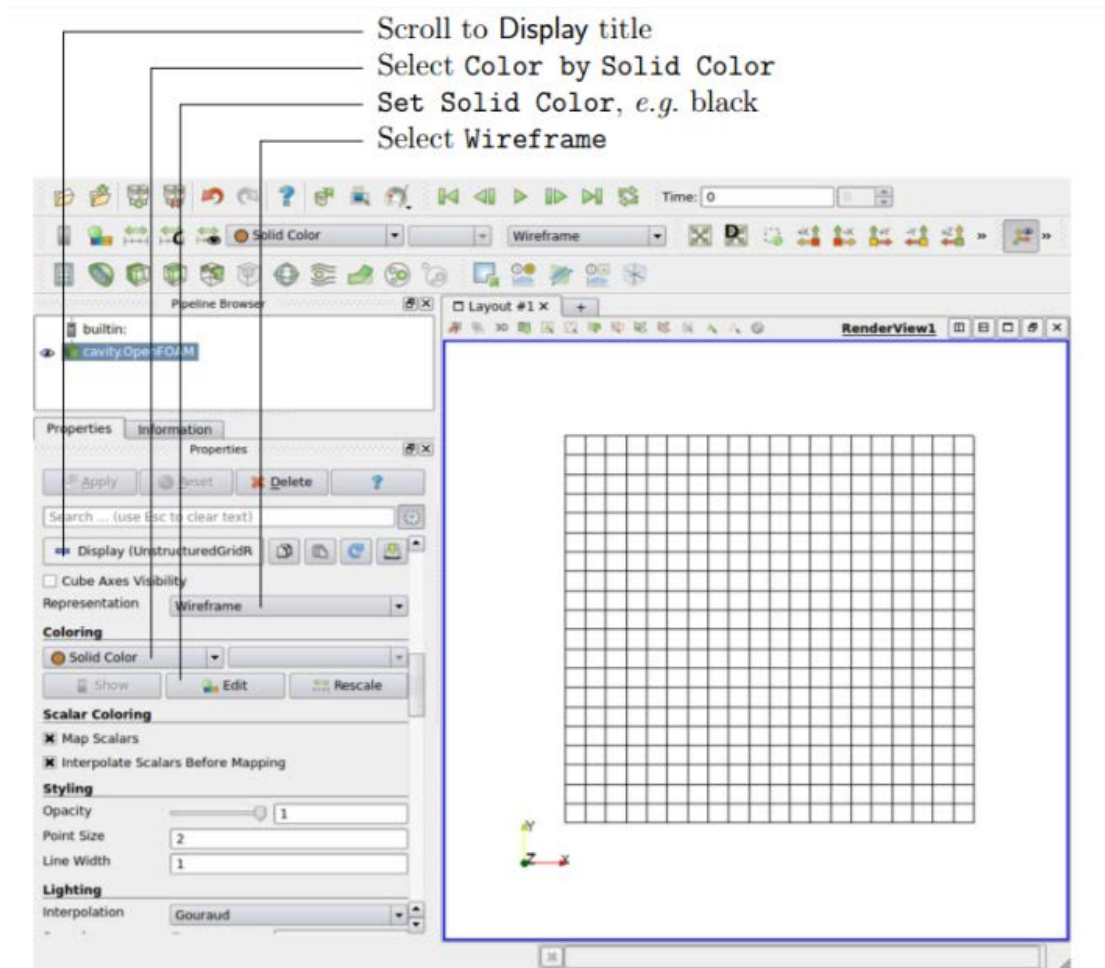 Scroll to Display title
Select Color by Solid Color
Set Solid Color, e.g. black
Select Wireframe
Time: 0
0
Solid Color
Wireframe
Pipeline Browser
builtin:
cavity.OpenFOAM
Properties Information
Properties
Apply Reset Delete ?
Search ... (use Esc to clear text)
Display (UnstructuredGridR
Cube Axes Visibility
Representation Wireframe
Coloring
Solid Color
Show Edit Rescale
Scalar Coloring
Map Scalars
Interpolate Scalars Before Mapping
Styling
Opacity 1
Point Size 2
Line Width 1
Lighting
Interpolation Gouraud
Layout #1 × +
3D
RenderView1
Y
Z X